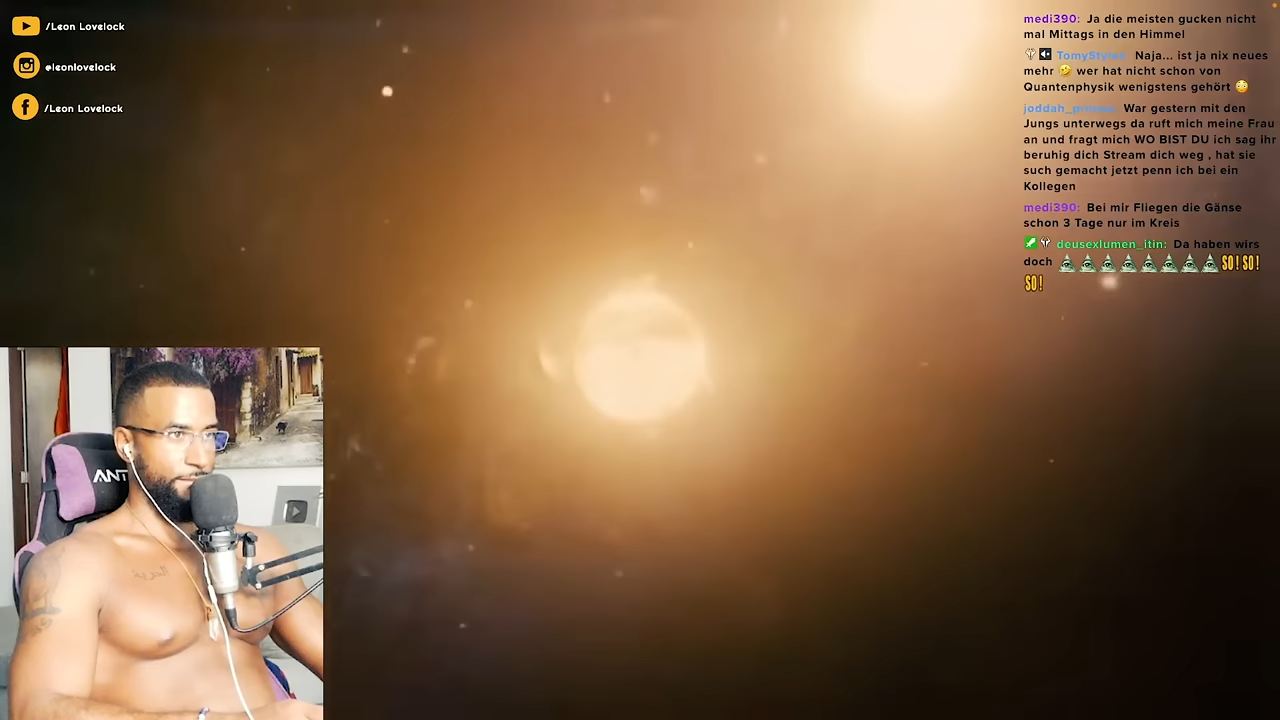 /Leon Lovelock
@leonlovelock
/Leon Lovelock
medi390: Ja die meisten gucken nicht
mal Mittags in den Himmel
Naja... ist ja nix neues
mehr 🤣 wer hat nicht schon von
Quantenphysik wenigstens gehört 😳
War gestern mit den
Jungs unterwegs da ruft mich meine Frau
an und fragt mich WO BIST DU ich sag ihr
beruhig dich Stream dich weg , hat sie
such gemacht jetzt penn ich bei ein
Kollegen
medi390: Bei mir Fliegen die Gänse
schon 3 Tage nur im Kreis
deusexlumen_itin: Da haben wirs
doch SO! SO!
SO!
ANT